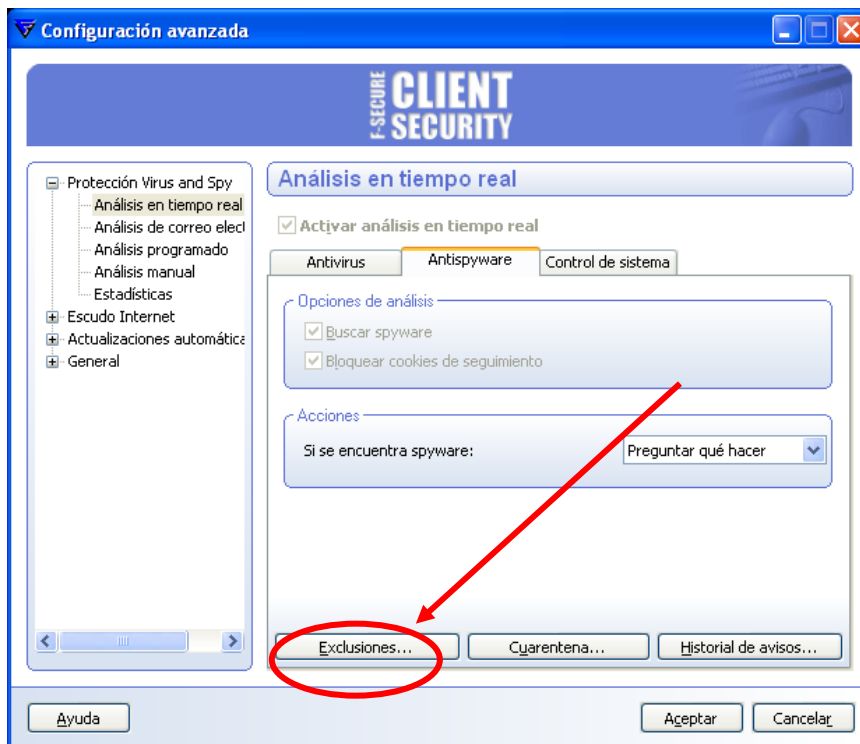 Configuración avanzada
F-SECURE
CLIENT
SECURITY
Protección Virus and Spy
Análisis en tiempo real
Análisis de correo elect
Análisis programado
Análisis manual
Estadísticas
Escudo Internet
Actualizaciones automática
General
Análisis en tiempo real
Activar análisis en tiempo real
Antivirus
Antispyware
Control de sistema
Opciones de análisis
Buscar spyware
Bloquear cookies de seguimiento
Acciones
Si se encuentra spyware:
Preguntar qué hacer
Exclusiones...
Cuarentena...
Historial de avisos...
Ayuda
Aceptar
Cancelar